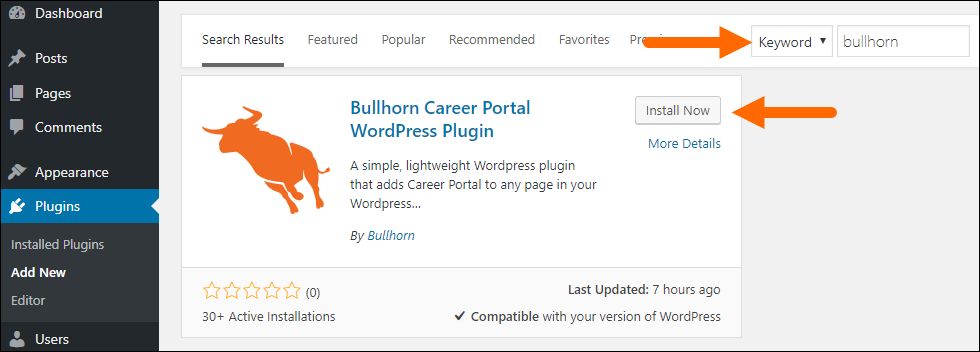 Dashboard
Posts
Pages
Comments
Appearance
Plugins
Installed Plugins
Add New
Editor
Users
Search Results Featured Popular Recommended Favorites
Keyword bullhorn
Bullhorn Career Portal
WordPress Plugin
Install Now
More Details
A simple, lightweight Wordpress plugin
that adds Career Portal to any page in your
Wordpress...
By Bullhorn
(0)
Last Updated: 7 hours ago
30+ Active Installations
Compatible with your version of WordPress